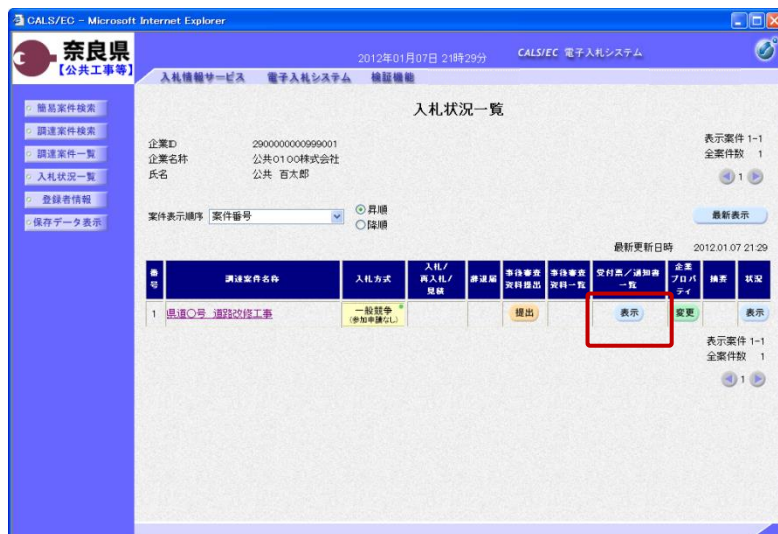 CALS/EC - Microsoft Internet Explorer
奈良県
【公共工事等】
2012年01月07日 21時29分
CALS/EC 電子入札システム
入札情報サービス 電子入札システム 検証機能
簡易案件検索
調達案件検索
調達案件一覧
入札状況一覧
登録者情報
保存データ表示
入札状況一覧
企業ID 2900000000999001
企業名称 公共0100株式会社
氏名 公共 百太郎
表示案件 1-1
全案件数 1
1
案件表示順序 案件番号
昇順
降順
最新表示
最新更新日時 2012.01.07 21:29
番号 調達案件名称 入札方式 入札/再入札/見積 辞退届 事後審査資料提出 事後審査資料一覧 受付票/通知書一覧 企業プロパティ 摘要 状況
1 県道〇号 道路改修工事 一般競争(参加申請なし) 提出 表示 変更 表示
表示案件 1-1
全案件数 1
1